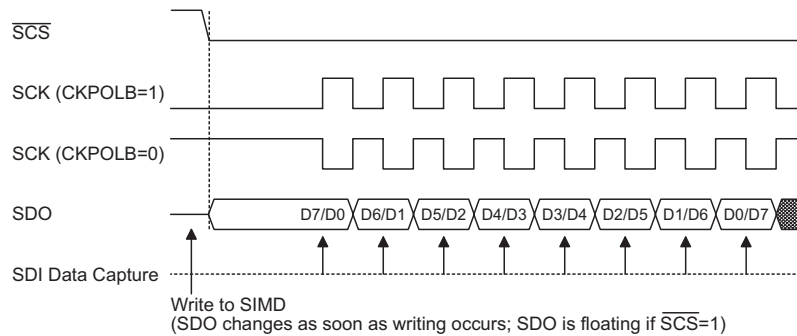 S̅C̅S̅
SCK (CKPOLB=1)
SCK (CKPOLB=0)
SDO D7/D0 D6/D1 D5/D2 D4/D3 D3/D4 D2/D5 D1/D6 D0/D7
SDI Data Capture
Write to SIMD
(SDO changes as soon as writing occurs; SDO is floating if S̅C̅S̅=1)